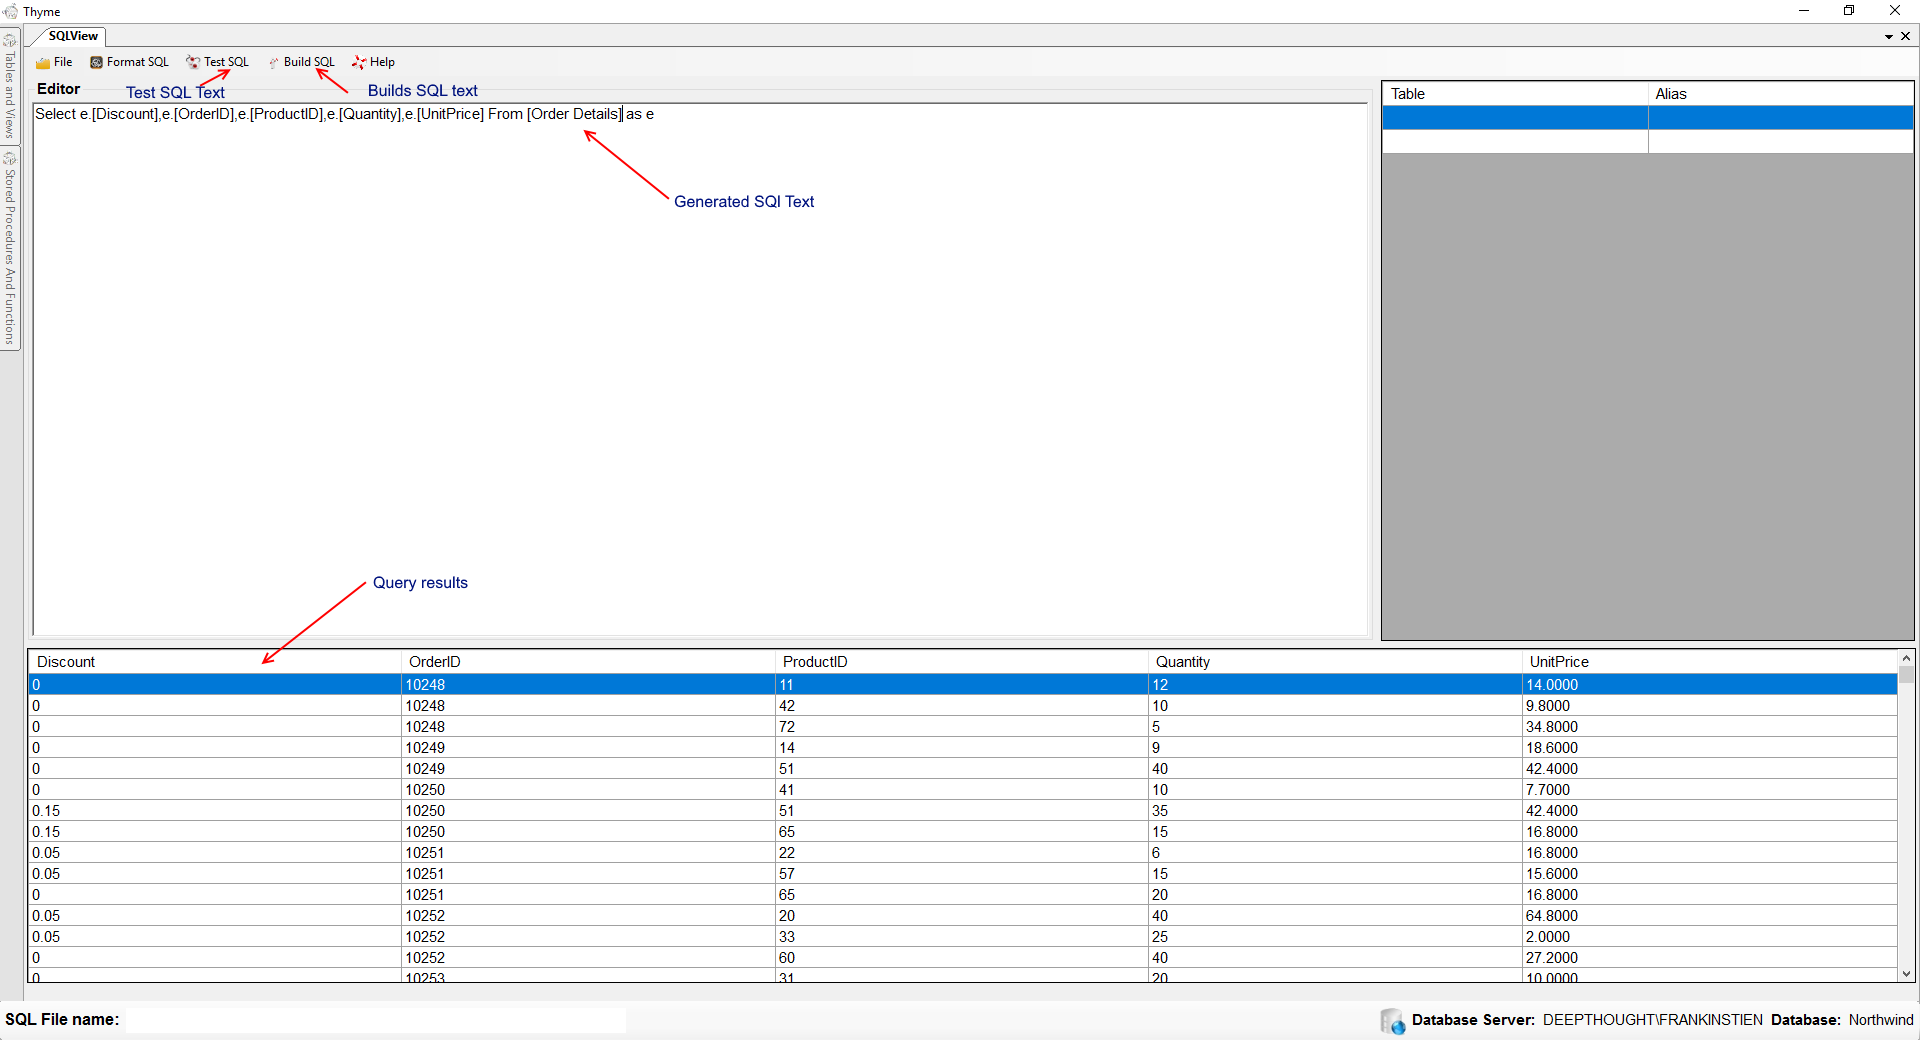 Thyme
SQLView
File Format SQL Test SQL Build SQL Help
Tables and Views
Stored Procedures And Functions
Editor
Test SQL Text
Builds SQL text
Select e.[Discount],e.[OrderID],e.[ProductID],e.[Quantity],e.[UnitPrice] From [Order Details] as e
Generated SQl Text
Table Alias
Query results
Discount OrderID ProductID Quantity UnitPrice
0 10248 11 12 14.0000
0 10248 42 10 9.8000
0 10248 72 5 34.8000
0 10249 14 9 18.6000
0 10249 51 40 42.4000
0 10250 41 10 7.7000
0.15 10250 51 35 42.4000
0.15 10250 65 15 16.8000
0.05 10251 22 6 16.8000
0.05 10251 57 15 15.6000
0 10251 65 20 16.8000
0.05 10252 20 40 64.8000
0.05 10252 33 25 2.0000
0 10252 60 40 27.2000
0 10253 31 20 10.0000
SQL File name:
Database Server: DEEPTHOUGHT\FRANKINSTIEN Database: Northwind